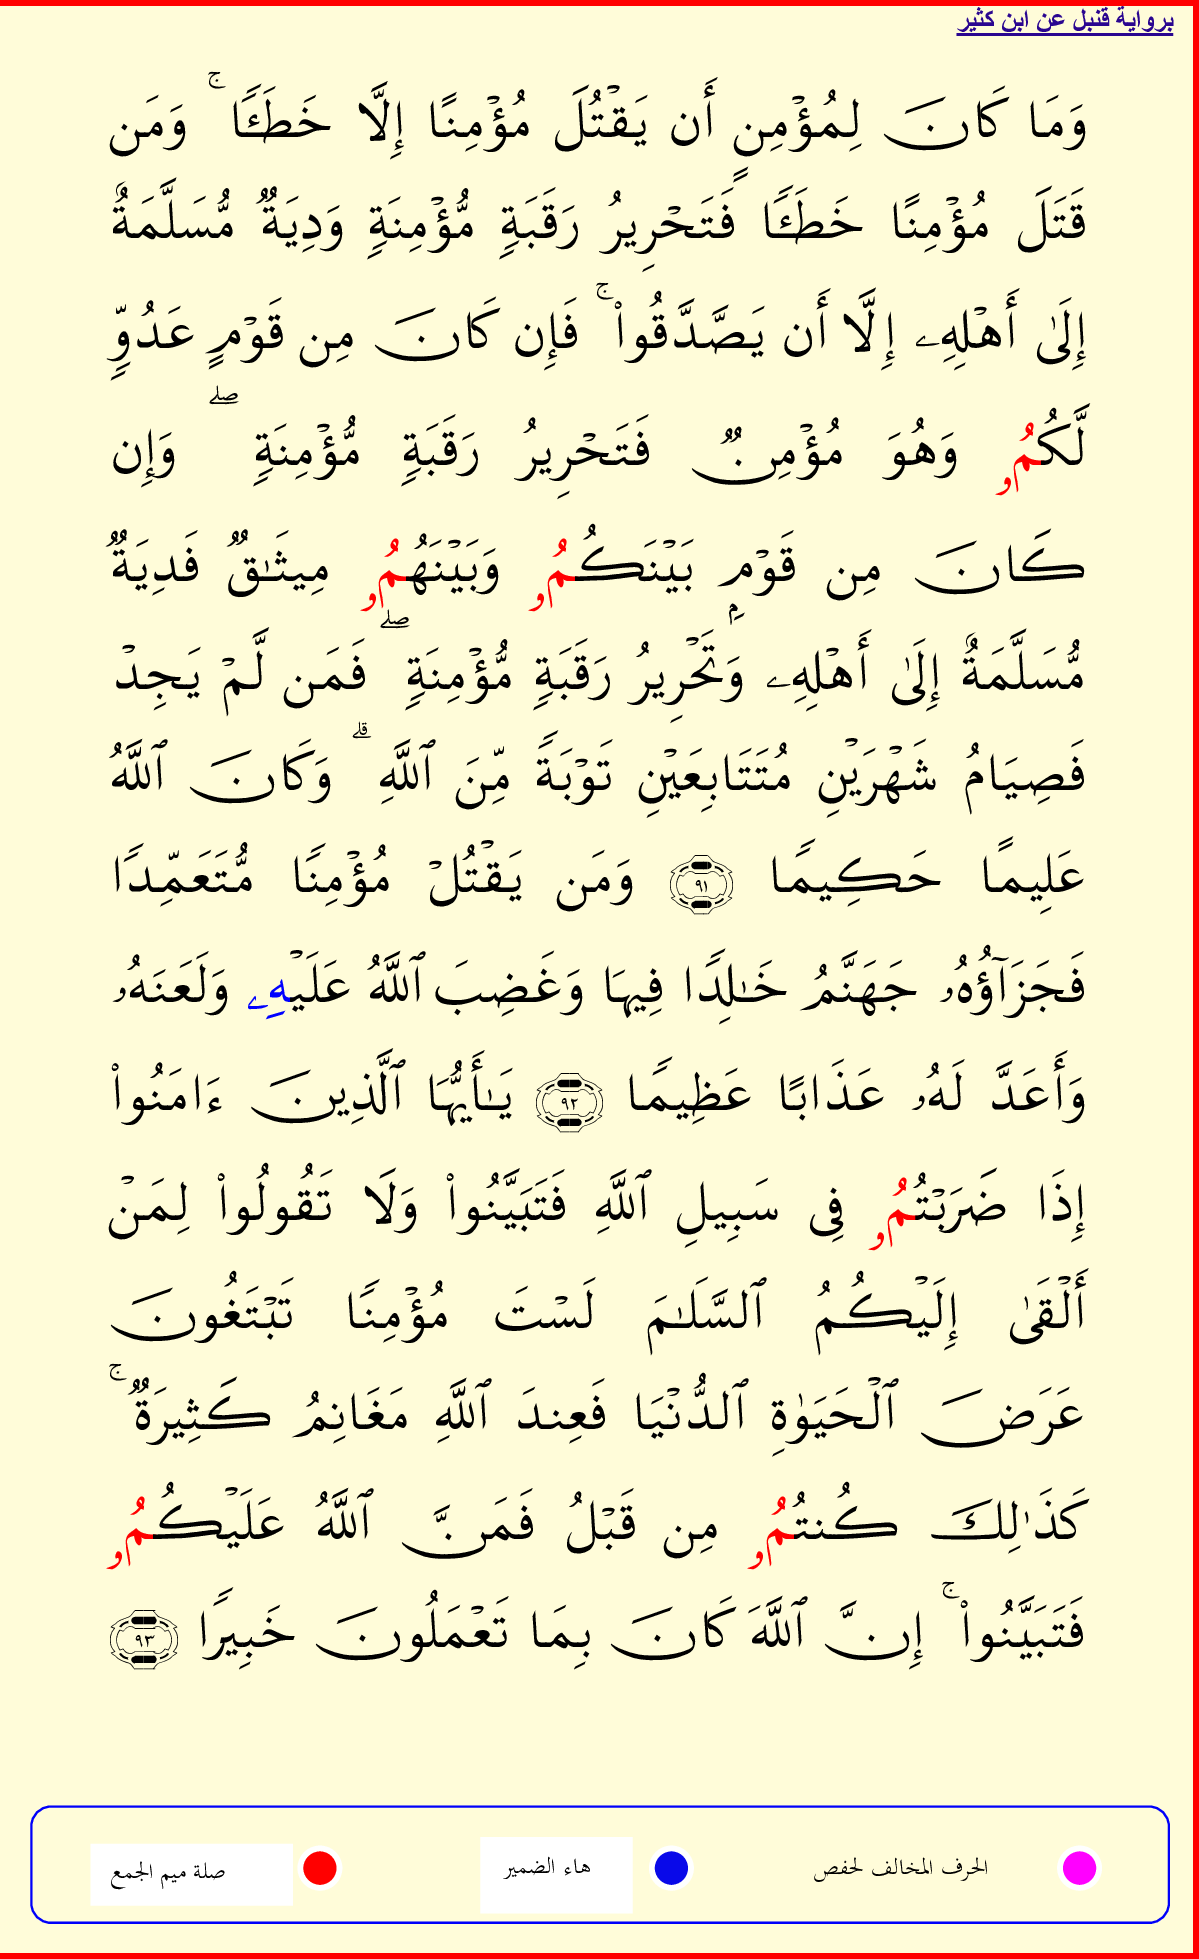 برواية قنبل عن ابن كثير
وَمَا كَانَ لِمُؤْمِنٍ أَن يَقْتُلَ مُؤْمِنًا إِلَّا خَطَـًٔا ۚ وَمَن
قَتَلَ مُؤْمِنًا خَطَـًٔا فَتَحْرِيرُ رَقَبَةٍ مُّؤْمِنَةٍ وَدِيَةٌ مُّسَلَّمَةٌ
إِلَىٰ أَهْلِهِۦ إِلَّا أَن يَصَّدَّقُوا۟ ۚ فَإِن كَانَ مِن قَوْمٍ عَدُوٍّ
لَّكُمُۥ وَهُوَ مُؤْمِنٌ فَتَحْرِيرُ رَقَبَةٍ مُّؤْمِنَةٍ ۖ وَإِن
كَانَ مِن قَوْمٍۭ بَيْنَكُمُۥ وَبَيْنَهُمُۥ مِيثَـٰقٌ فَدِيَةٌ
مُّسَلَّمَةٌ إِلَىٰ أَهْلِهِۦ وَتَحْرِيرُ رَقَبَةٍ مُّؤْمِنَةٍ ۖ فَمَن لَّمْ يَجِدْ
فَصِيَامُ شَهْرَيْنِ مُتَتَابِعَيْنِ تَوْبَةً مِّنَ ٱللَّهِ ۗ وَكَانَ ٱللَّهُ
عَلِيمًا حَكِيمًا ٩١ وَمَن يَقْتُلْ مُؤْمِنًا مُّتَعَمِّدًا
فَجَزَآؤُهُۥ جَهَنَّمُ خَـٰلِدًا فِيهَا وَغَضِبَ ٱللَّهُ عَلَيْهِۦ وَلَعَنَهُۥ
وَأَعَدَّ لَهُۥ عَذَابًا عَظِيمًا ٩٢ يَـٰٓأَيُّهَا ٱلَّذِينَ ءَامَنُوا۟
إِذَا ضَرَبْتُمُۥ فِى سَبِيلِ ٱللَّهِ فَتَبَيَّنُوا۟ وَلَا تَقُولُوا۟ لِمَنْ
أَلْقَىٰ إِلَيْكُمُ ٱلسَّلَـٰمَ لَسْتَ مُؤْمِنًا تَبْتَغُونَ
عَرَضَ ٱلْحَيَوٰةِ ٱلدُّنْيَا فَعِندَ ٱللَّهِ مَغَانِمُ كَثِيرَةٌ ۚ
كَذَٰلِكَ كُنتُمُۥ مِن قَبْلُ فَمَنَّ ٱللَّهُ عَلَيْكُمُۥ
فَتَبَيَّنُوا۟ ۚ إِنَّ ٱللَّهَ كَانَ بِمَا تَعْمَلُونَ خَبِيرًا ٩٣
الحرف المخالف لحفص هاء الضمير صلة ميم الجمع